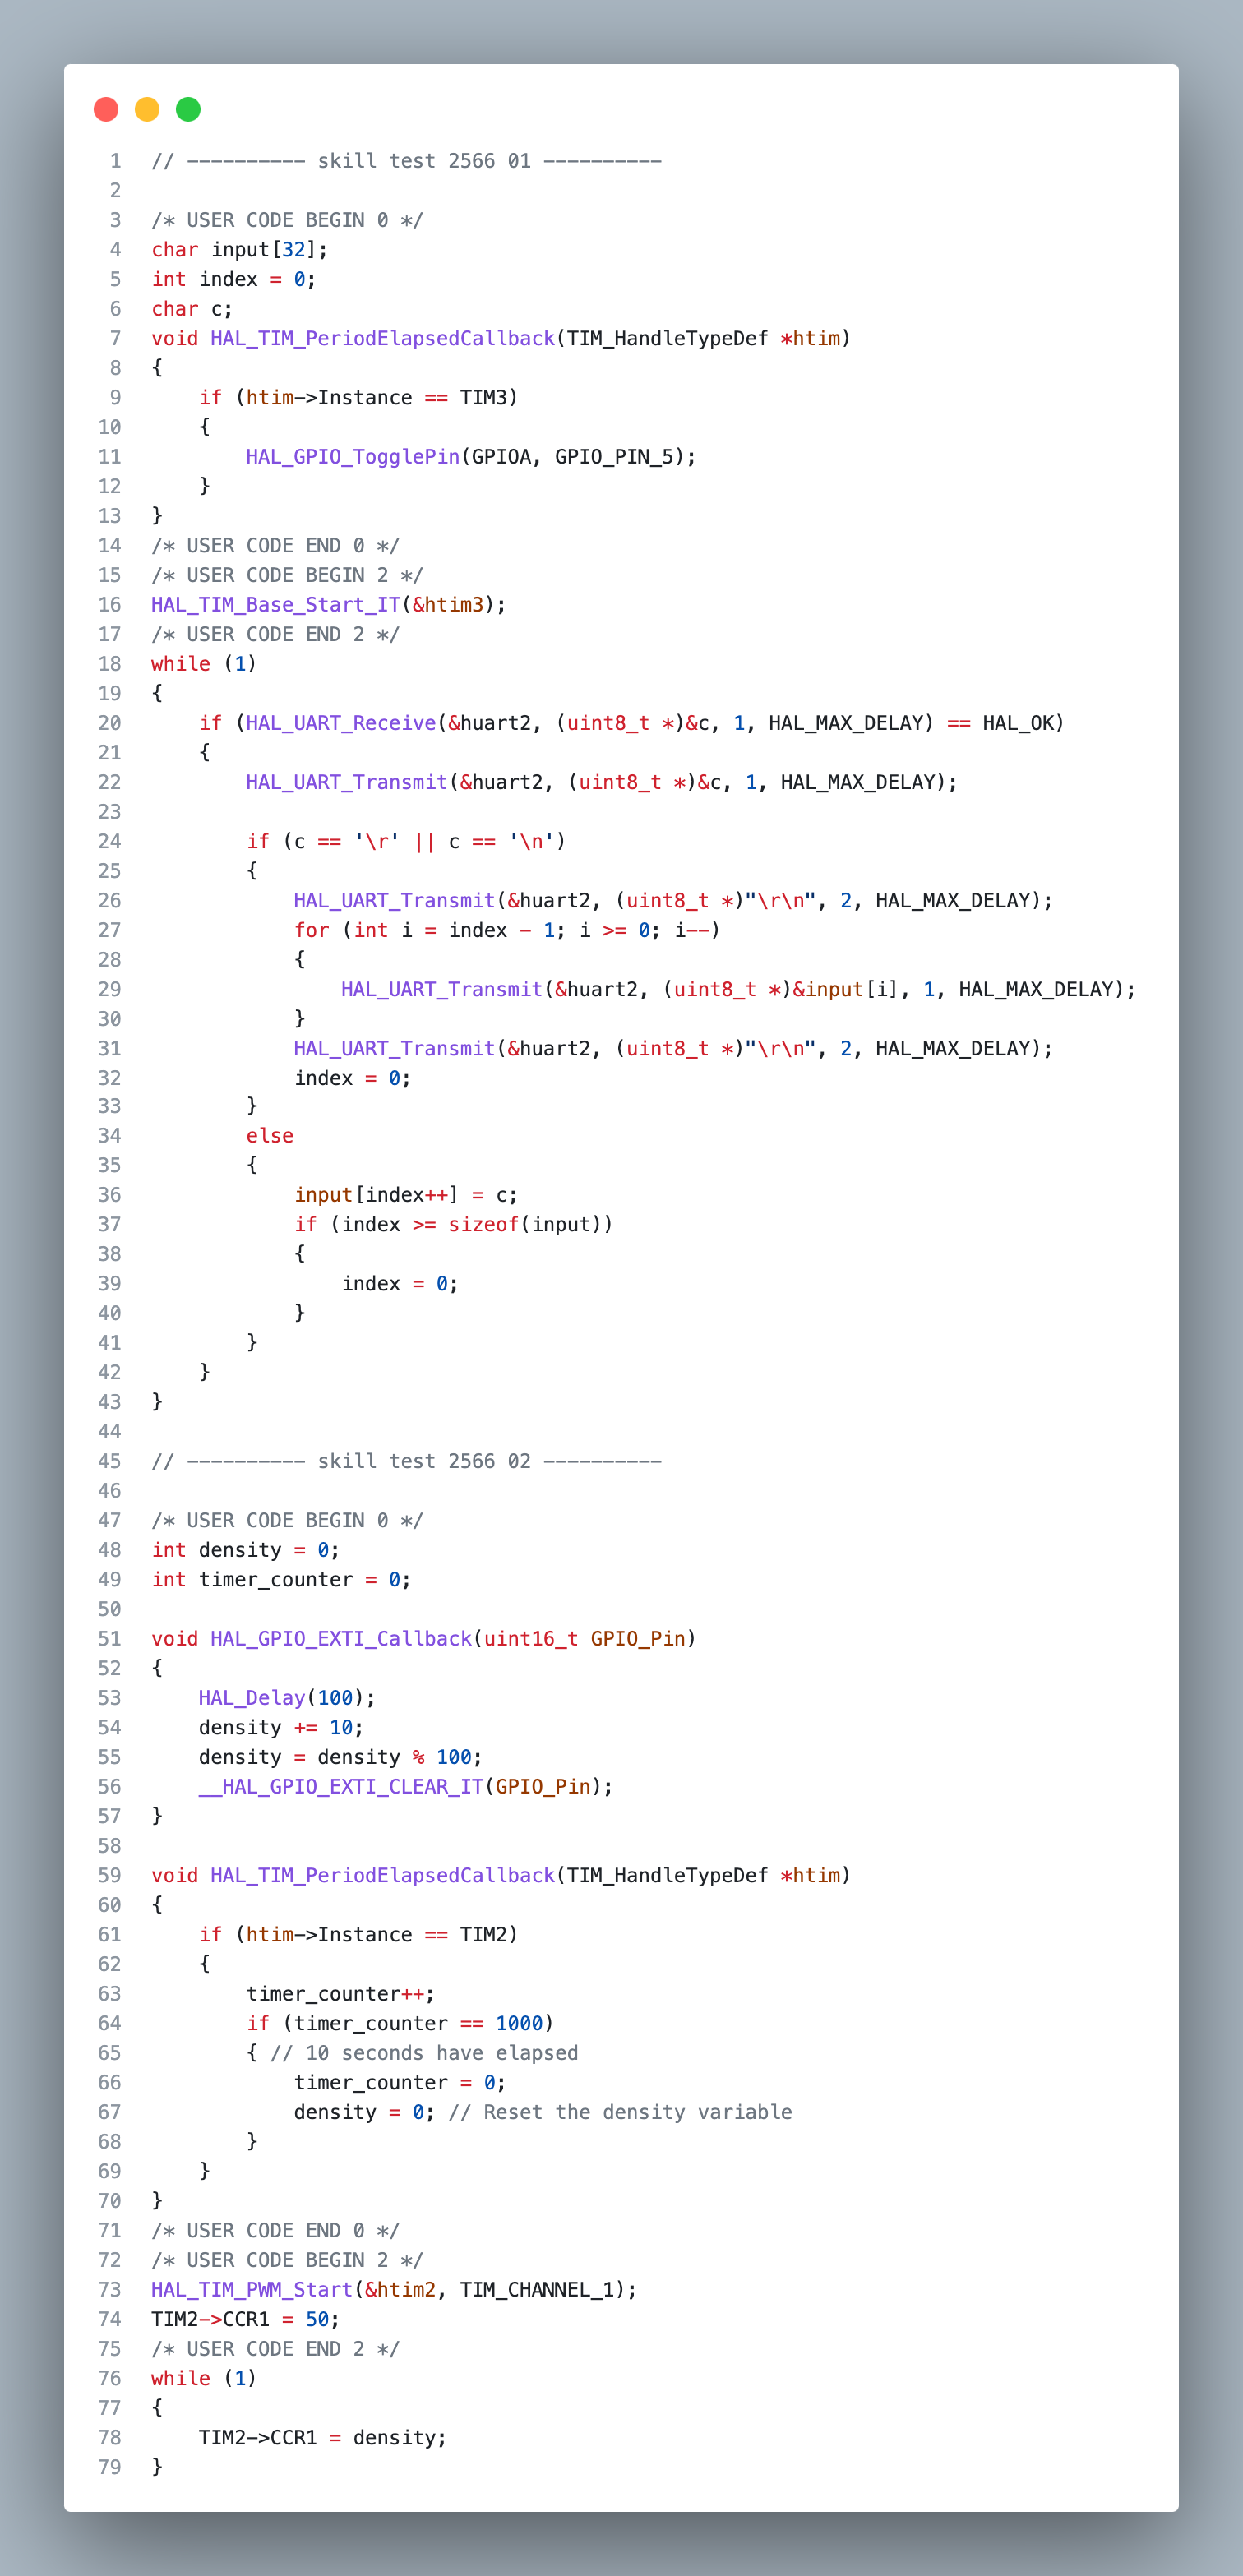 1 // ---------- skill test 2566 01 ----------
2
3 /* USER CODE BEGIN 0 */
4 char input[32];
5 int index = 0;
6 char c;
7 void HAL_TIM_PeriodElapsedCallback(TIM_HandleTypeDef *htim)
8 {
9     if (htim->Instance == TIM3)
10     {
11         HAL_GPIO_TogglePin(GPIOA, GPIO_PIN_5);
12     }
13 }
14 /* USER CODE END 0 */
15 /* USER CODE BEGIN 2 */
16 HAL_TIM_Base_Start_IT(&htim3);
17 /* USER CODE END 2 */
18 while (1)
19 {
20     if (HAL_UART_Receive(&huart2, (uint8_t *)&c, 1, HAL_MAX_DELAY) == HAL_OK)
21     {
22         HAL_UART_Transmit(&huart2, (uint8_t *)&c, 1, HAL_MAX_DELAY);
23
24         if (c == '\r' || c == '\n')
25         {
26             HAL_UART_Transmit(&huart2, (uint8_t *)"\r\n", 2, HAL_MAX_DELAY);
27             for (int i = index - 1; i >= 0; i--)
28             {
29                 HAL_UART_Transmit(&huart2, (uint8_t *)&input[i], 1, HAL_MAX_DELAY);
30             }
31             HAL_UART_Transmit(&huart2, (uint8_t *)"\r\n", 2, HAL_MAX_DELAY);
32             index = 0;
33         }
34         else
35         {
36             input[index++] = c;
37             if (index >= sizeof(input))
38             {
39                 index = 0;
40             }
41         }
42     }
43 }
44
45 // ---------- skill test 2566 02 ----------
46
47 /* USER CODE BEGIN 0 */
48 int density = 0;
49 int timer_counter = 0;
50
51 void HAL_GPIO_EXTI_Callback(uint16_t GPIO_Pin)
52 {
53     HAL_Delay(100);
54     density += 10;
55     density = density % 100;
56     __HAL_GPIO_EXTI_CLEAR_IT(GPIO_Pin);
57 }
58
59 void HAL_TIM_PeriodElapsedCallback(TIM_HandleTypeDef *htim)
60 {
61     if (htim->Instance == TIM2)
62     {
63         timer_counter++;
64         if (timer_counter == 1000)
65         { // 10 seconds have elapsed
66             timer_counter = 0;
67             density = 0; // Reset the density variable
68         }
69     }
70 }
71 /* USER CODE END 0 */
72 /* USER CODE BEGIN 2 */
73 HAL_TIM_PWM_Start(&htim2, TIM_CHANNEL_1);
74 TIM2->CCR1 = 50;
75 /* USER CODE END 2 */
76 while (1)
77 {
78     TIM2->CCR1 = density;
79 }